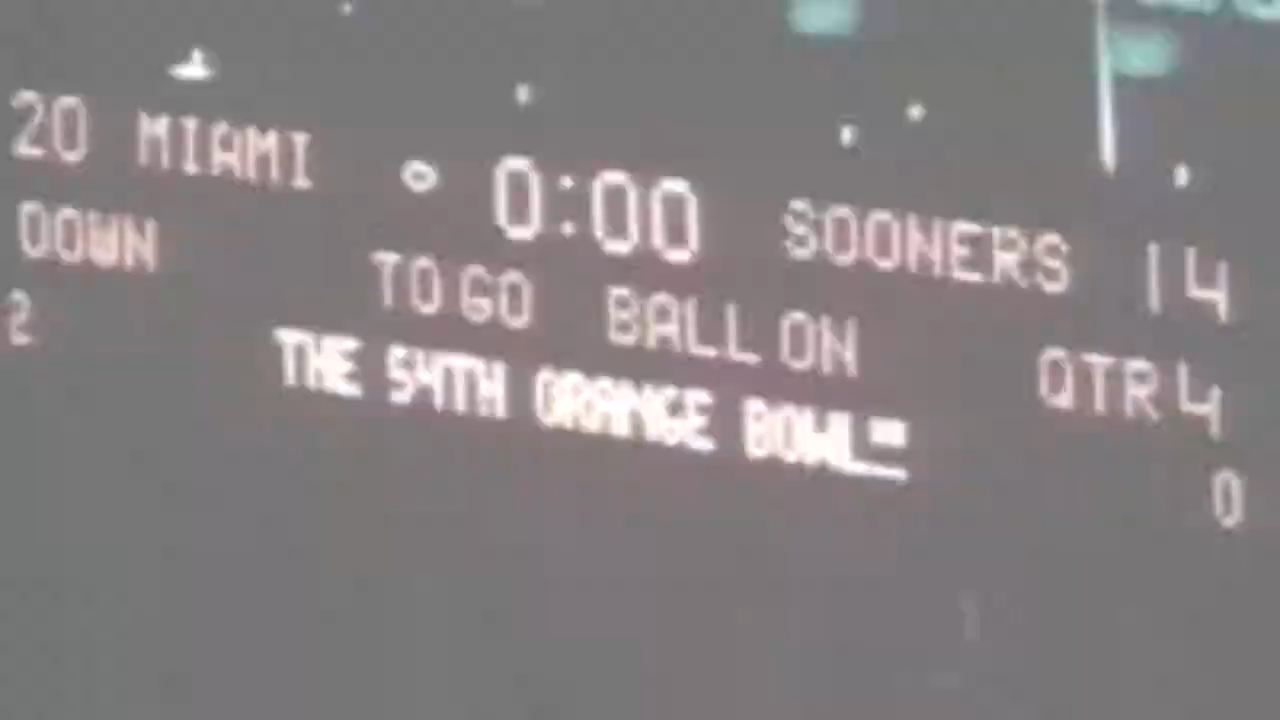 20 MIAMI 0:00 SOONERS 14
DOWN TO GO BALL ON QTR 4
2 THE 54TH ORANGE BOWL 0